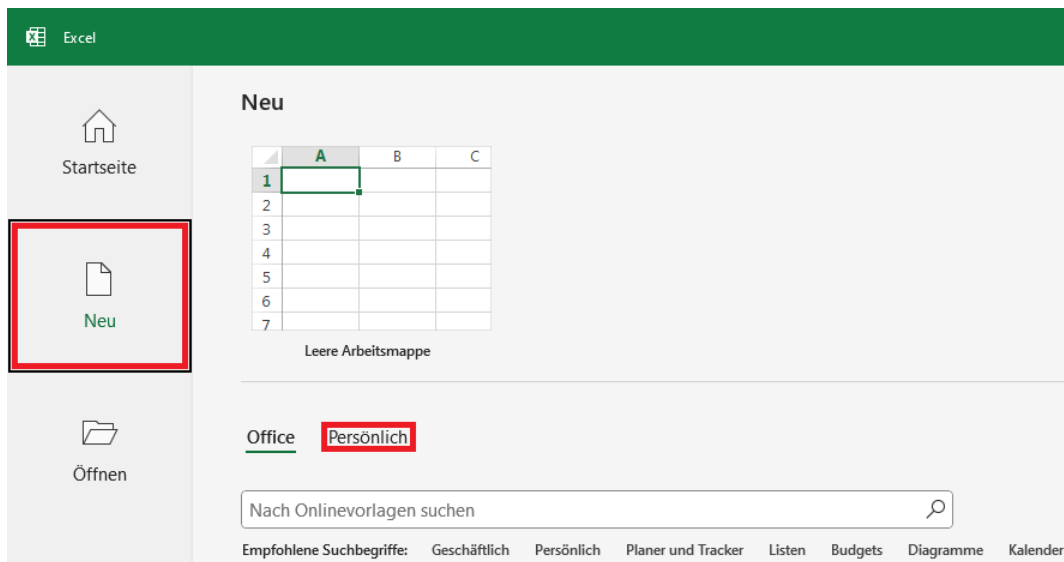 Excel
Startseite
Neu
Öffnen
Neu
A B C
1
2
3
4
5
6
7
Leere Arbeitsmappe
Office Persönlich
Nach Onlinevorlagen suchen
Empfohlene Suchbegriffe: Geschäftlich Persönlich Planer und Tracker Listen Budgets Diagramme Kalender